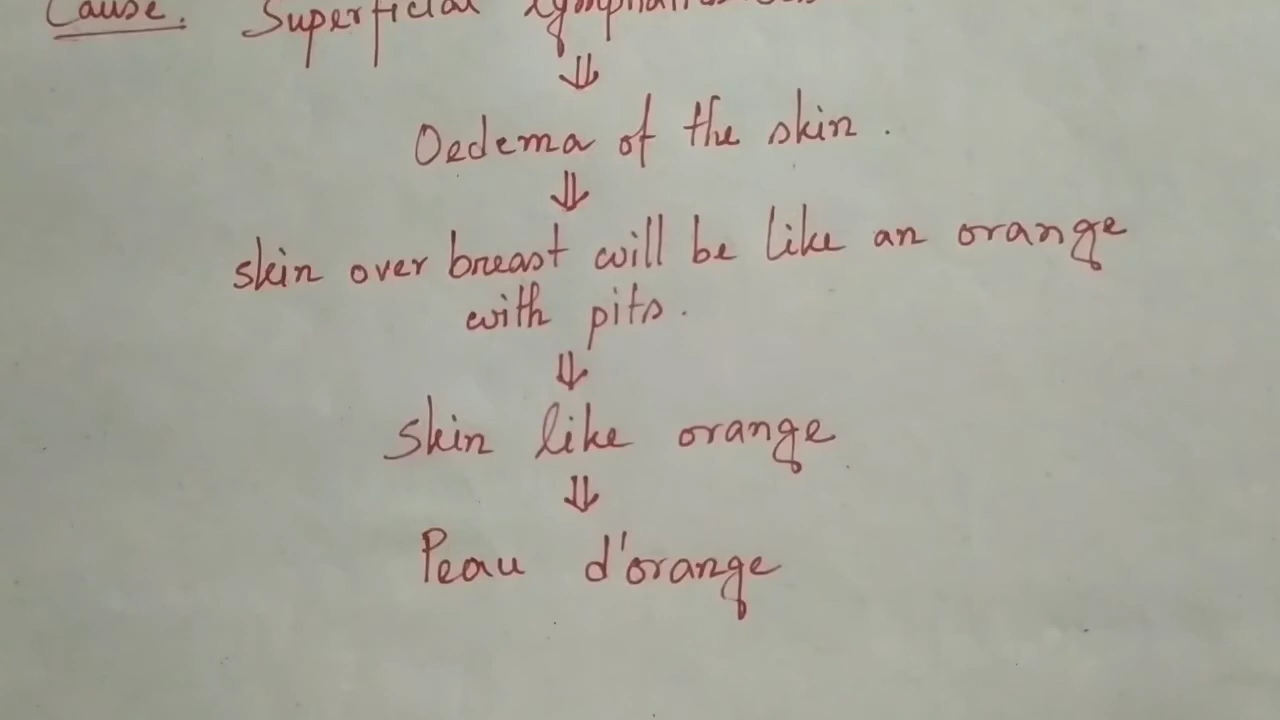 Cause. Superficial
⇓
Oedema of the skin.
⇓
skin over breast will be like an orange
with pits.
⇓
Skin like orange
⇓
Peau d'orange